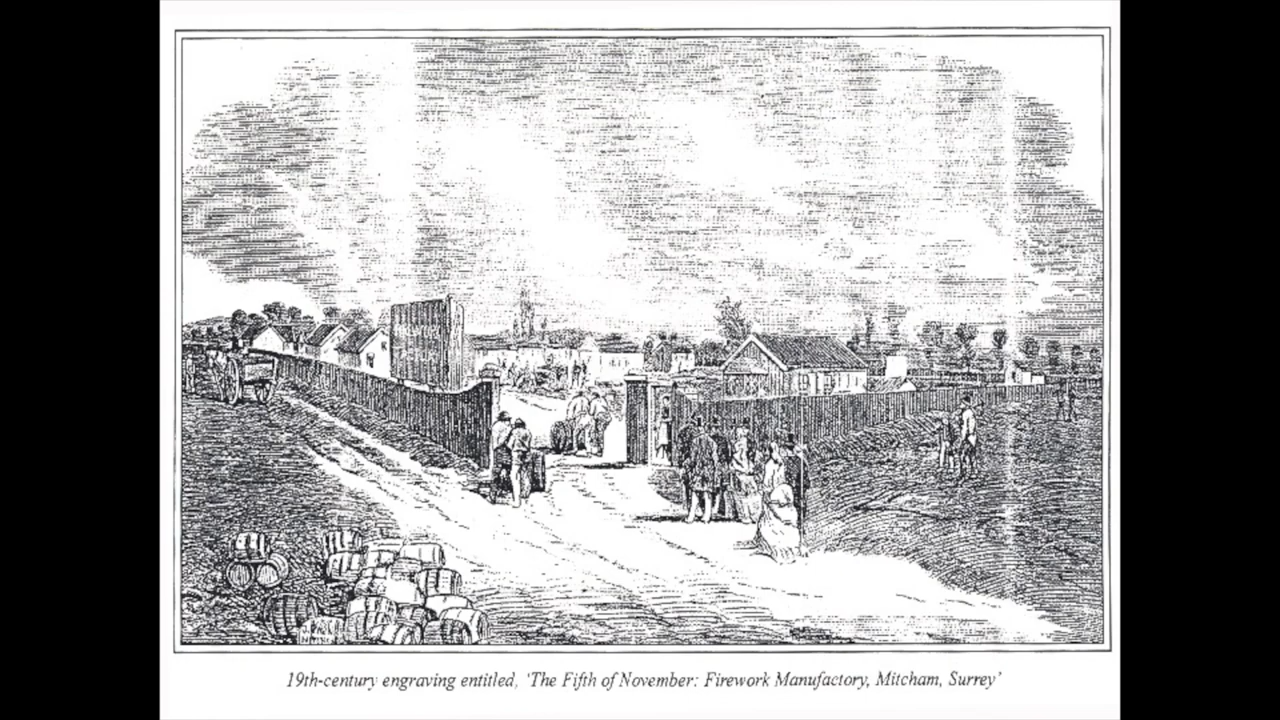 19th-century engraving entitled, 'The Fifth of November: Firework Manufactory, Mitcham, Surrey'